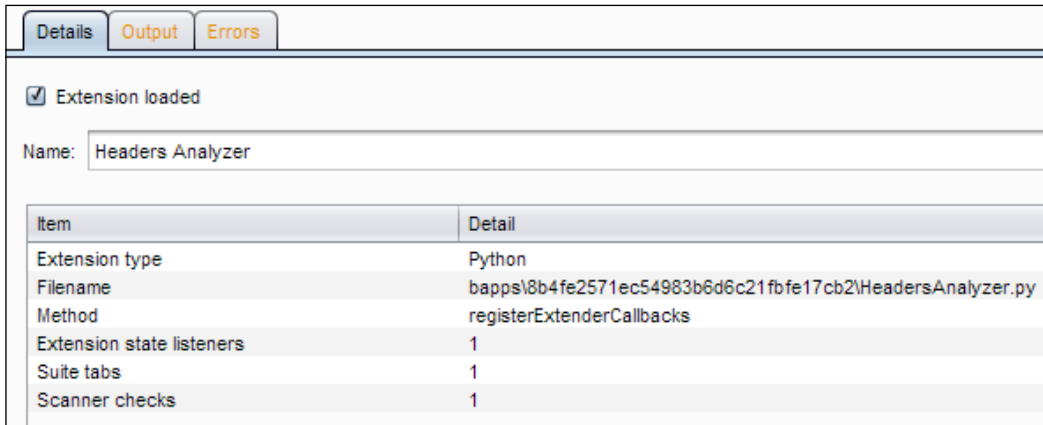 Details Output Errors
Extension loaded
Name: Headers Analyzer
Item Detail
Extension type Python
Filename bapps\8b4fe2571ec54983b6d6c21fbfe17cb2\HeadersAnalyzer.py
Method registerExtenderCallbacks
Extension state listeners 1
Suite tabs 1
Scanner checks 1